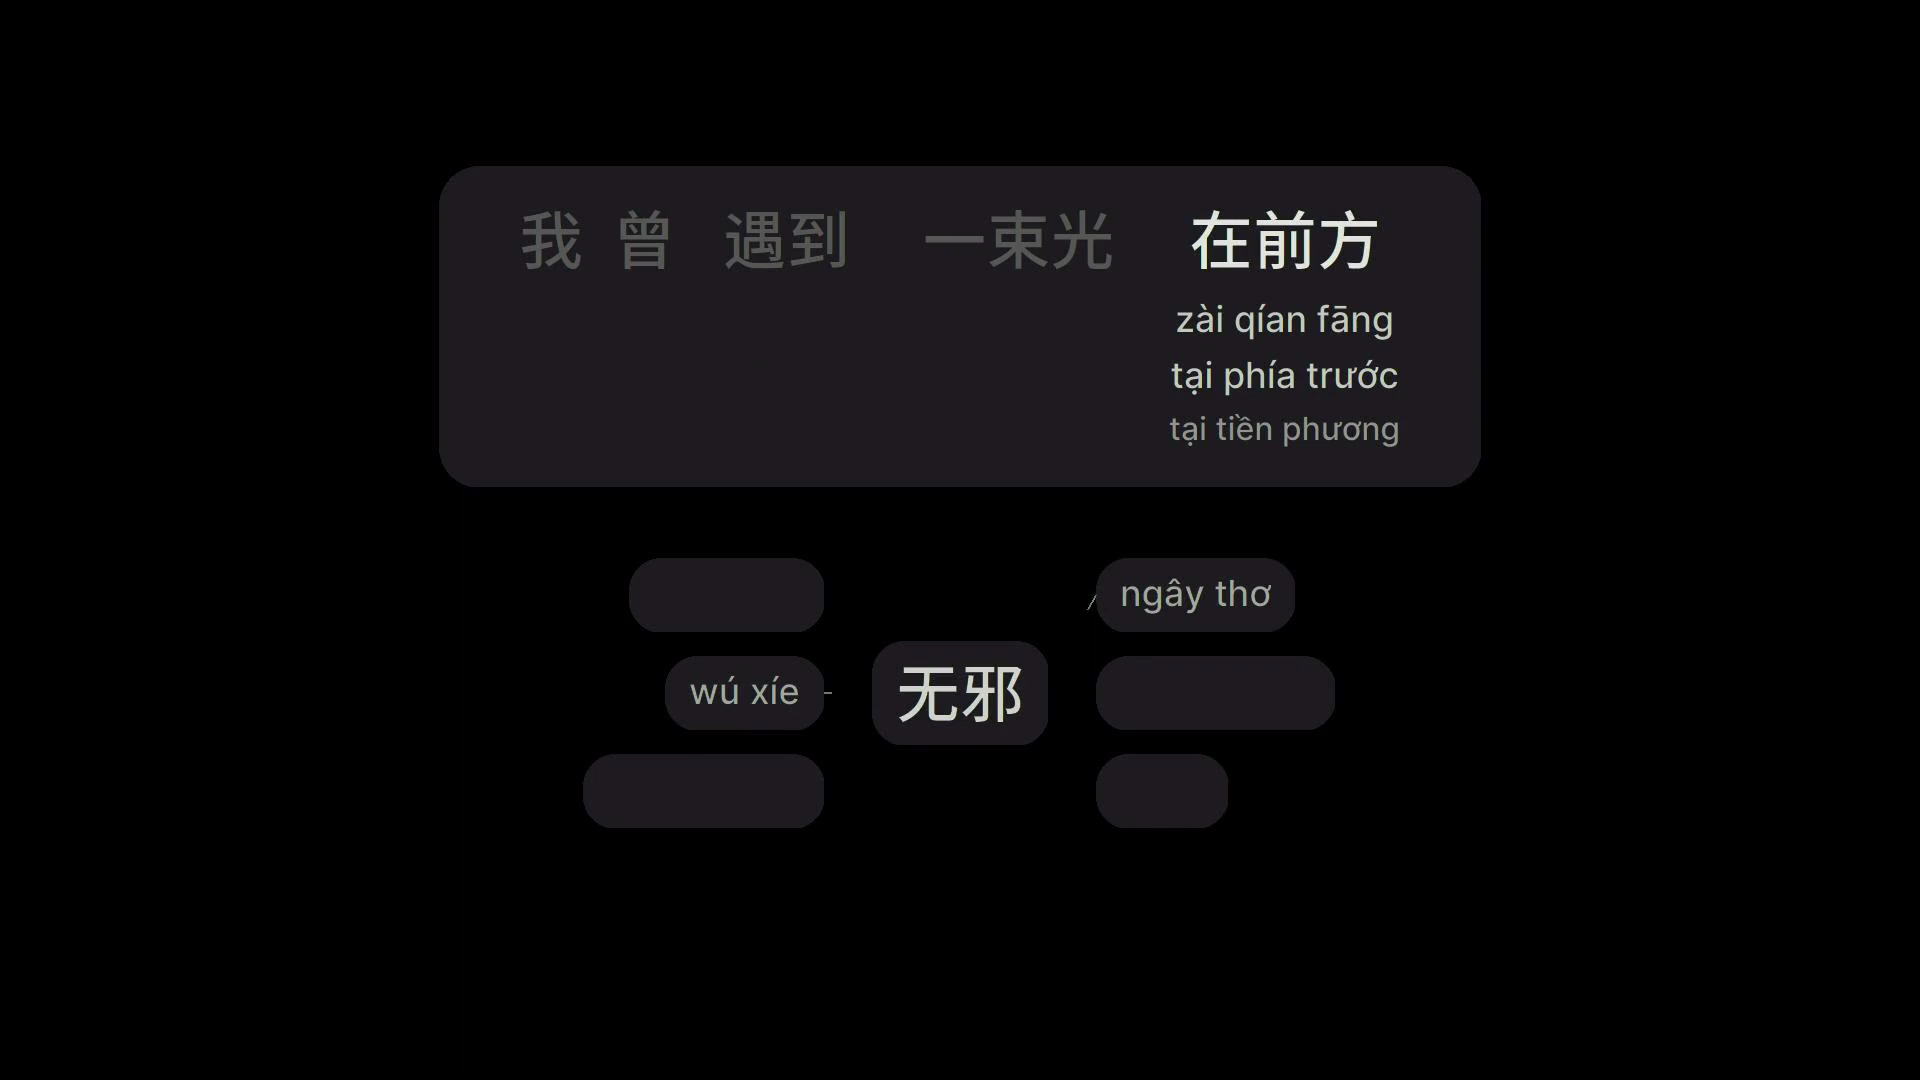 我 曾 遇到 一束光 在前方
zài qían fāng
tại phía trước
tại tiền phương
ngây thơ
wú xíe
无邪